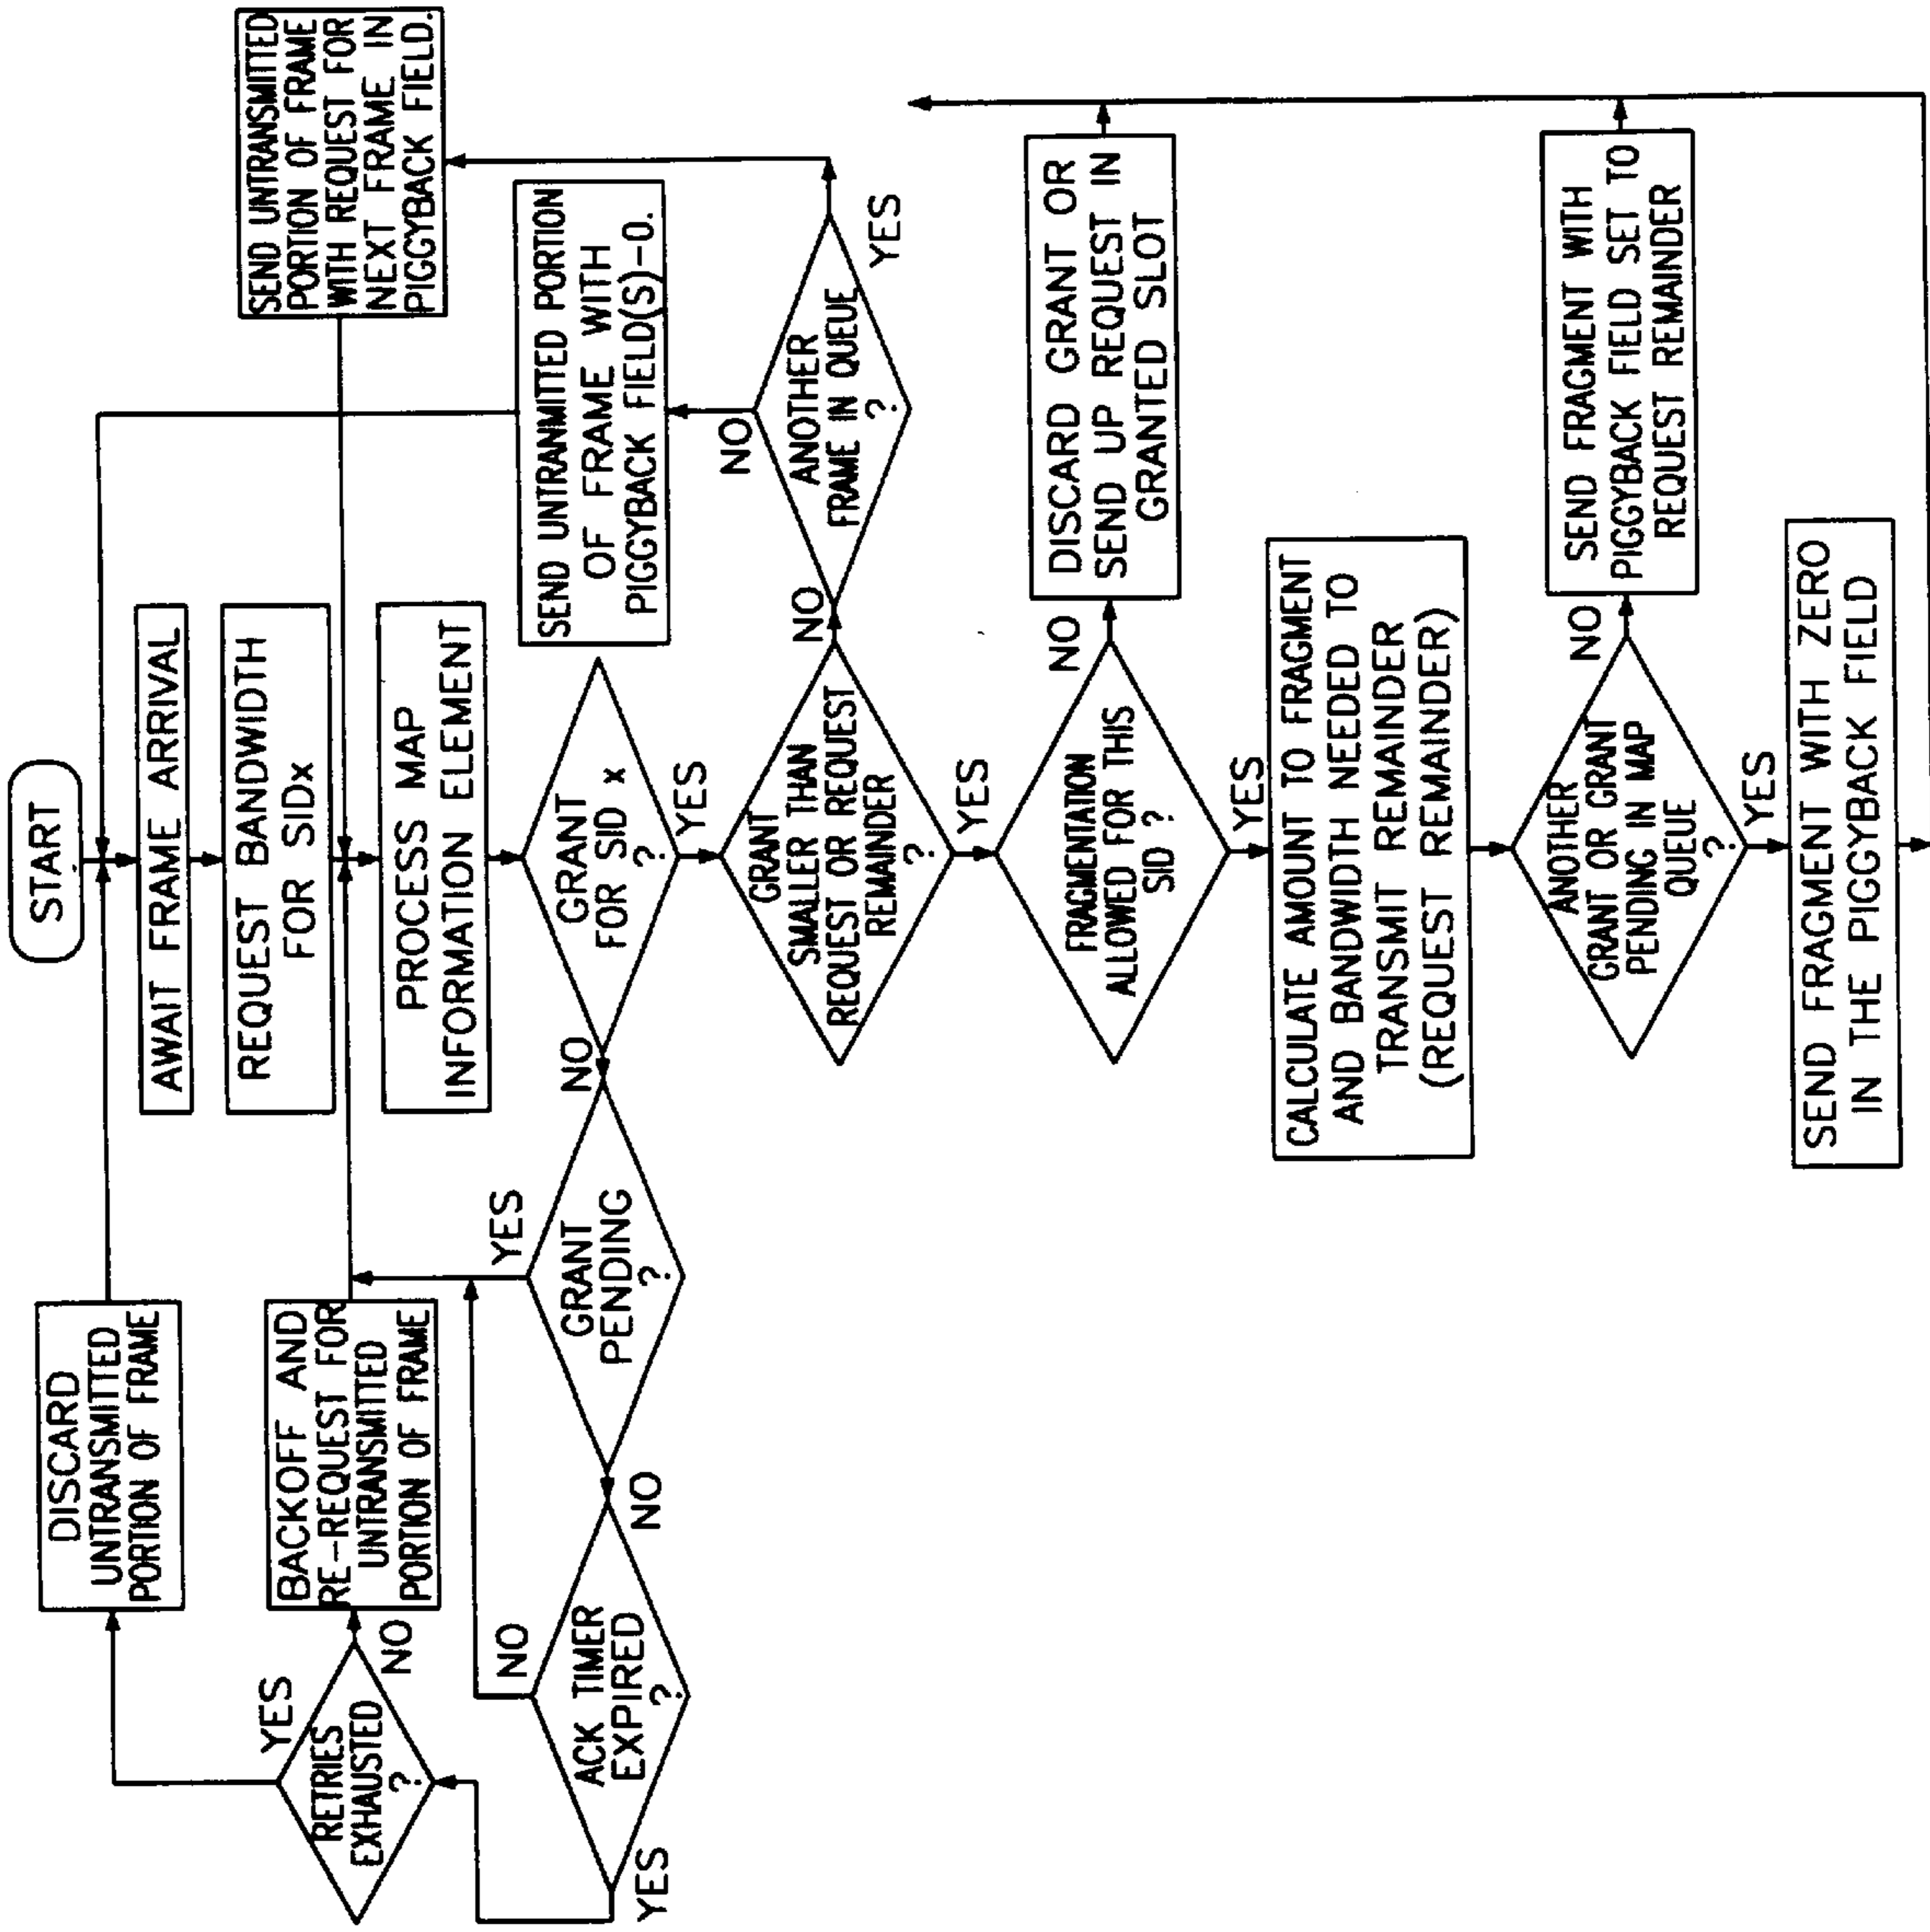 START
AWAIT FRAME ARRIVAL
REQUEST BANDWIDTH
FOR SIDx
PROCESS MAP
INFORMATION ELEMENT
GRANT
FOR SID x
?
NO
YES
GRANT
PENDING
?
YES
NO
ACK TIMER
EXPIRED
?
NO
YES
RETRIES
EXHAUSTED
?
YES
NO
DISCARD
UNTRANSMITTED
PORTION OF FRAME
BACKOFF AND
RE-REQUEST FOR
UNTRANSMITTED
PORTION OF FRAME
GRANT
SMALLER THAN
REQUEST OR REQUEST
REMAINDER
?
NO
YES
ANOTHER
FRAME IN QUEUE
?
NO
YES
SEND UNTRANMITTED PORTION
OF FRAME WITH
PIGGYBACK FIELD(S)-0.
SEND UNTRANSMITTED
PORTION OF FRAME
WITH REQUEST FOR
NEXT FRAME IN
PIGGYBACK FIELD.
FRAGMENTATION
ALLOWED FOR THIS
SID ?
NO
YES
DISCARD GRANT OR
SEND UP REQUEST IN
GRANTED SLOT
CALCULATE AMOUNT TO FRAGMENT
AND BANDWIDTH NEEDED TO
TRANSMIT REMAINDER
(REQUEST REMAINDER)
ANOTHER
GRANT OR GRANT
PENDING IN MAP
QUEUE
?
NO
YES
SEND FRAGMENT WITH
PIGGYBACK FIELD SET TO
REQUEST REMAINDER
SEND FRAGMENT WITH ZERO
IN THE PIGGYBACK FIELD